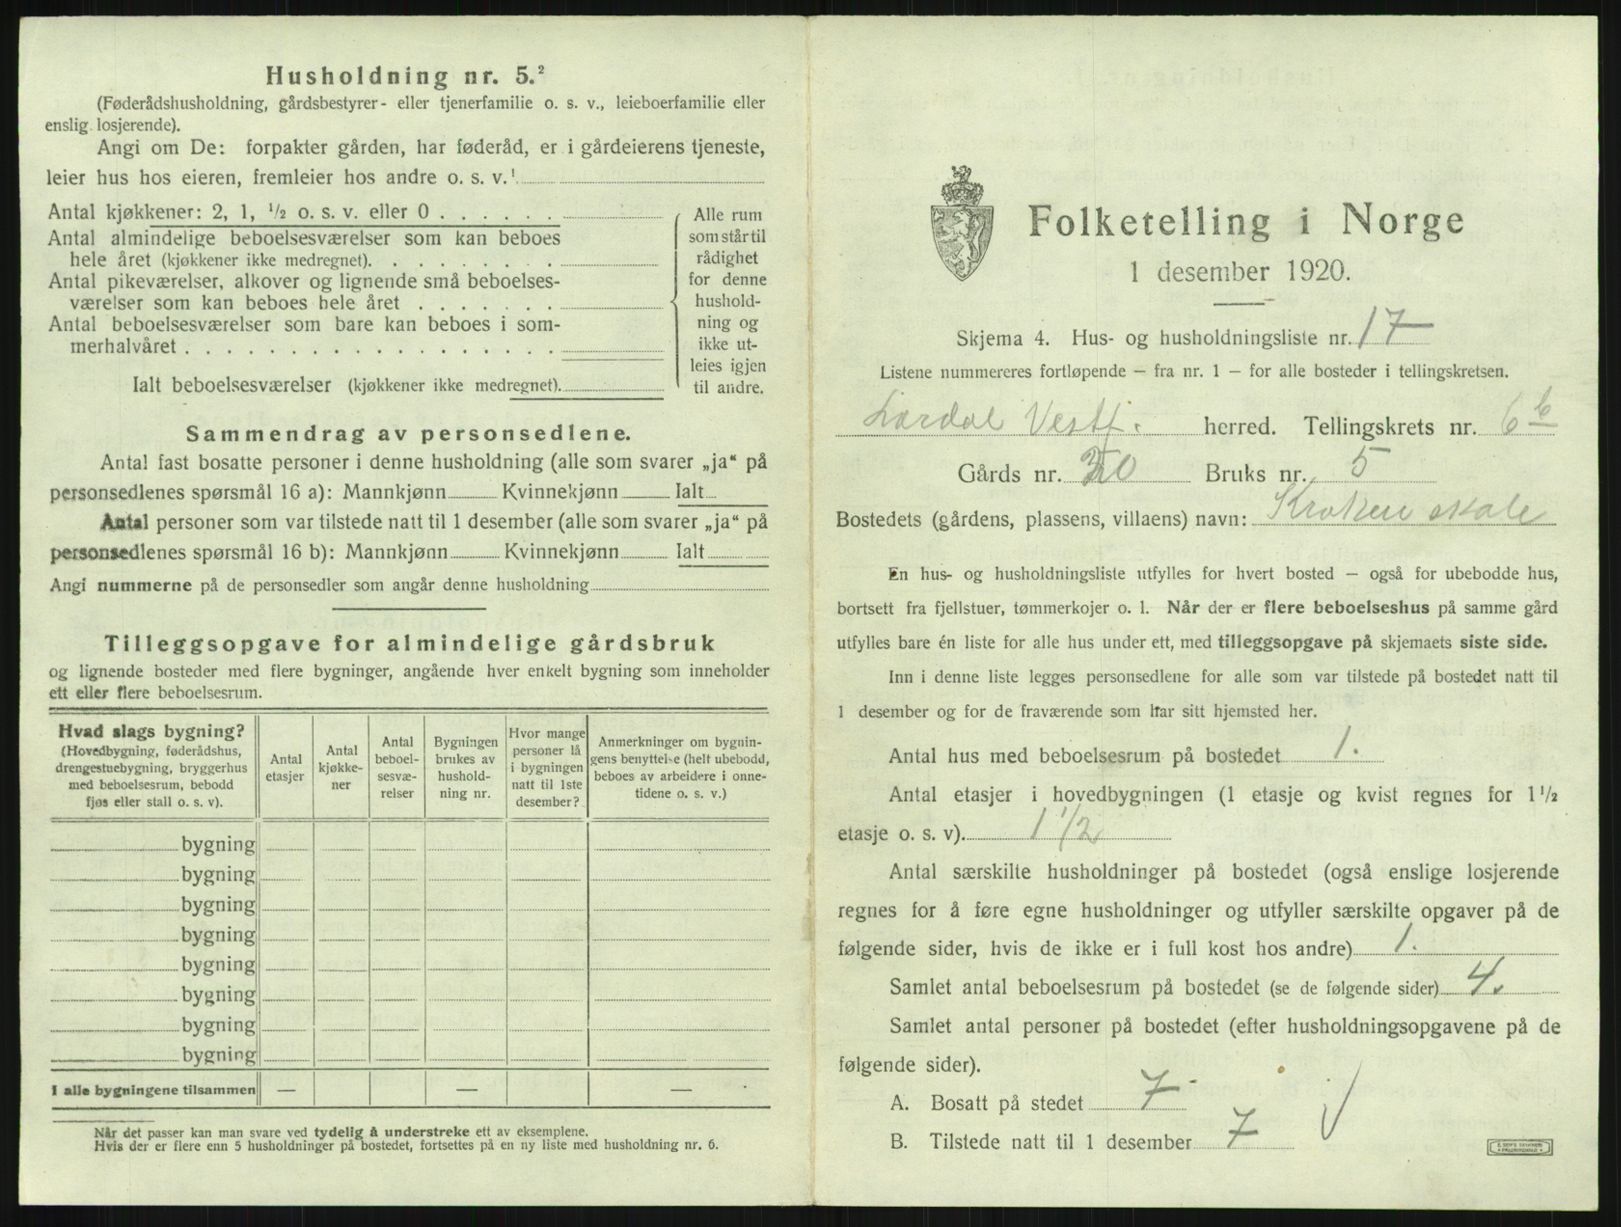 Husholdning nr. 5.²
(Føderådshusholdning, gårdsbestyrer- eller tjenerfamilie o. s. v., leieboerfamilie eller
enslig losjerende).
Angi om De: forpakter gården, har føderåd, er i gårdeierens tjeneste,
leier hus hos eieren, fremleier hos andre o. s. v.¹
Antal kjøkkener: 2, 1, ½ o. s. v. eller 0 . . . . . .
Antal almindelige beboelsesværelser som kan beboes
hele året (kjøkkener ikke medregnet). . . . . . . .
Antal pikeværelser, alkover og lignende små beboelses-
værelser som kan beboes hele året . . . . . . .
Antal beboelsesværelser som bare kan beboes i som-
merhalvåret . . . . . . . . . . . . . . . . .
Ialt beboelsesværelser (kjøkkener ikke medregnet).
Alle rum
som står til
rådighet
for denne
hushold-
ning og
ikke ut-
leies igjen
til andre.
Sammendrag av personsedlene.
Antal fast bosatte personer i denne husholdning (alle som svarer „ja“ på
personsedlenes spørsmål 16 a): Mannkjønn Kvinnekjønn Ialt
Antal personer som var tilstede natt til 1 desember (alle som svarer „ja“ på
personsedlenes spørsmål 16 b): Mannkjønn Kvinnekjønn Ialt
Angi nummerne på de personsedler som angår denne husholdning
Tilleggsopgave for almindelige gårdsbruk
og lignende bosteder med flere bygninger, angående hver enkelt bygning som inneholder
ett eller flere beboelsesrum.
Hvad slags bygning?
(Hovedbygning, føderådshus,
drengestuebygning, bryggerhus
med beboelsesrum, bebodd
fjøs eller stall o. s. v).
Antal
etasjer
Antal
kjøkke-
ner
Antal
beboel-
sesvæ-
relser
Bygningen
brukes av
hushold-
ning nr.
Hvor mange
personer lå
i bygningen
natt til 1ste
desember?
Anmerkninger om bygnin-
gens benyttelse (helt ubebodd,
beboes av arbeidere i onne-
tidene o. s. v.)
bygning
bygning
bygning
bygning
bygning
bygning
bygning
bygning
I alle bygningene tilsammen — — —
Når det passer kan man svare ved tydelig å understreke ett av eksemplene.
Hvis der er flere enn 5 husholdninger på bostedet, fortsettes på en ny liste med husholdning nr. 6.
Folketelling i Norge
1 desember 1920.
Skjema 4. Hus- og husholdningsliste nr. 17
Listene nummereres fortløpende — fra nr. 1 — for alle bosteder i tellingskretsen.
Lardal Vestf. herred. Tellingskrets nr. 6 b
Gårds nr. 30 Bruks nr. 5
Bostedets (gårdens, plassens, villaens) navn: Kroken skole
En hus- og husholdningsliste utfylles for hvert bosted — også for ubebodde hus,
bortsett fra fjellstuer, tømmerkojer o. l. Når der er flere beboelseshus på samme gård
utfylles bare én liste for alle hus under ett, med tilleggsopgave på skjemaets siste side.
Inn i denne liste legges personsedlene for alle som var tilstede på bostedet natt til
1 desember og for de fraværende som har sitt hjemsted her.
Antal hus med beboelsesrum på bostedet 1.
Antal etasjer i hovedbygningen (1 etasje og kvist regnes for 1½
etasje o. s. v). 1 1/2
Antal særskilte husholdninger på bostedet (også enslige losjerende
regnes for å føre egne husholdninger og utfyller særskilte opgaver på de
følgende sider, hvis de ikke er i full kost hos andre) 1.
Samlet antal beboelsesrum på bostedet (se de følgende sider) 4.
Samlet antal personer på bostedet (efter husholdningsopgavene på de
følgende sider).
A. Bosatt på stedet 7
B. Tilstede natt til 1 desember 7